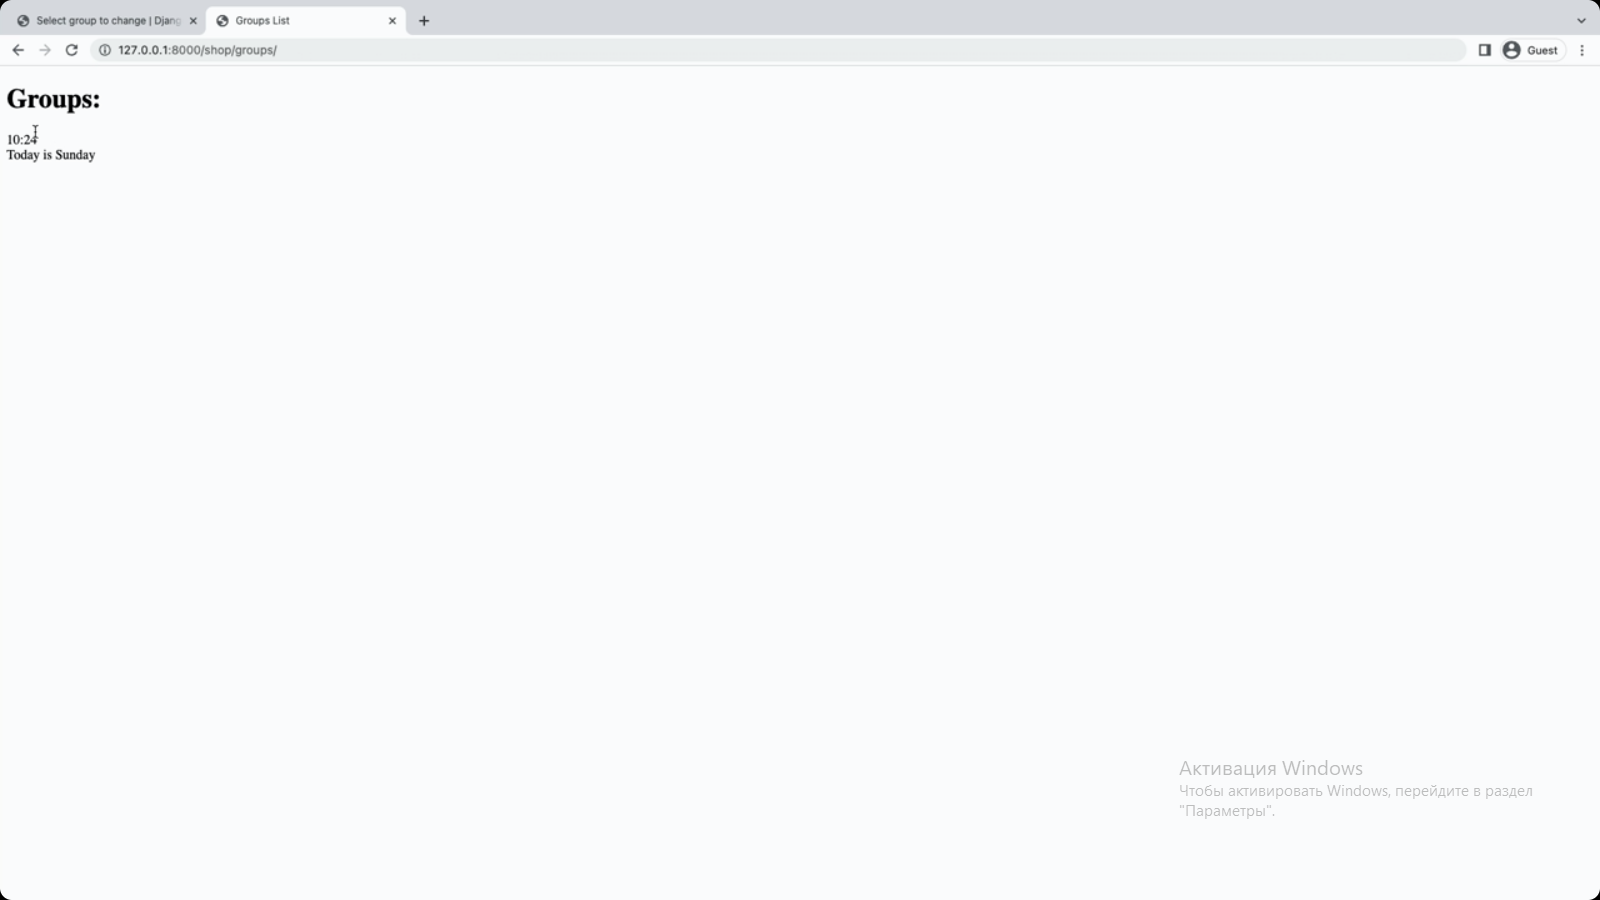 Select group to change | Djang
Groups List
127.0.0.1:8000/shop/groups/
Guest
Groups:
10:24
Today is Sunday
Активация Windows
Чтобы активировать Windows, перейдите в раздел
"Параметры".